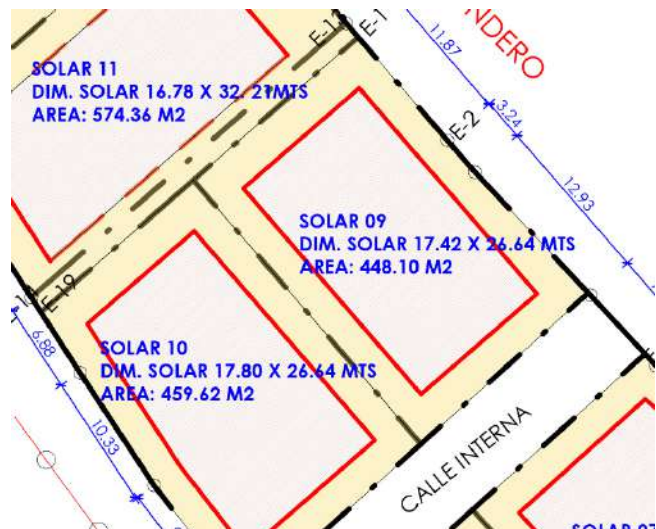 NDERO
11.87
E-1
3.24
E-2
12.93
SOLAR 11
DIM. SOLAR 16.78 X 32. 21MTS
AREA: 574.36 M2
SOLAR 09
DIM. SOLAR 17.42 X 26.64 MTS
AREA: 448.10 M2
E-19
6.88
SOLAR 10
DIM. SOLAR 17.80 X 26.64 MTS
AREA: 459.62 M2
10.33
CALLE INTERNA